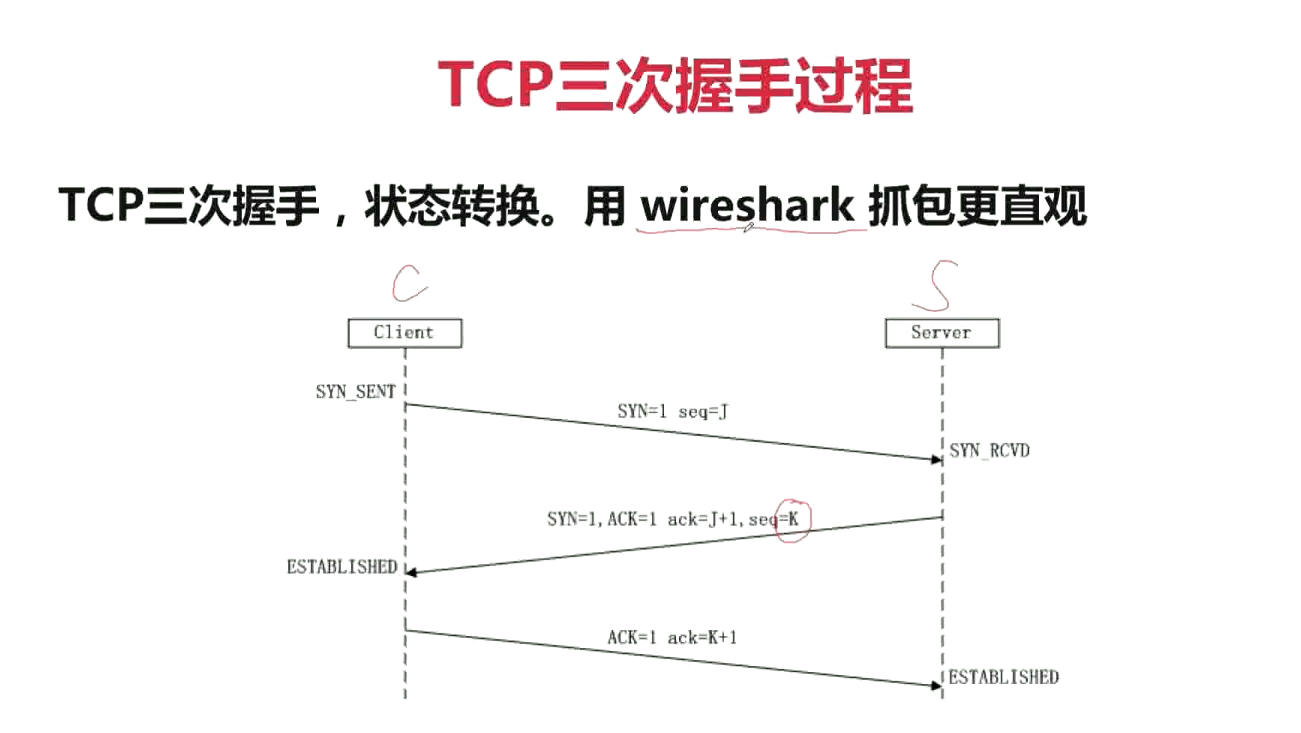 TCP三次握手过程
TCP三次握手，状态转换。用 wireshark 抓包更直观
C S
Client Server
SYN_SENT
SYN=1 seq=J
SYN_RCVD
SYN=1,ACK=1 ack=J+1,seq=K
ESTABLISHED
ACK=1 ack=K+1
ESTABLISHED